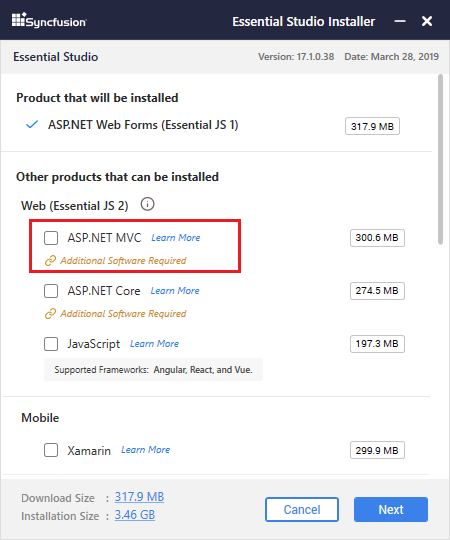 Syncfusion Essential Studio Installer
Essential Studio Version: 17.1.0.38 Date: March 28, 2019
Product that will be installed
ASP.NET Web Forms (Essential JS 1) 317.9 MB
Other products that can be installed
Web (Essential JS 2)
ASP.NET MVC Learn More 300.6 MB
Additional Software Required
ASP.NET Core Learn More 274.5 MB
Additional Software Required
JavaScript Learn More 197.3 MB
Supported Frameworks: Angular, React, and Vue.
Mobile
Xamarin Learn More 299.9 MB
Download Size : 317.9 MB
Installation Size : 3.46 GB
Cancel Next